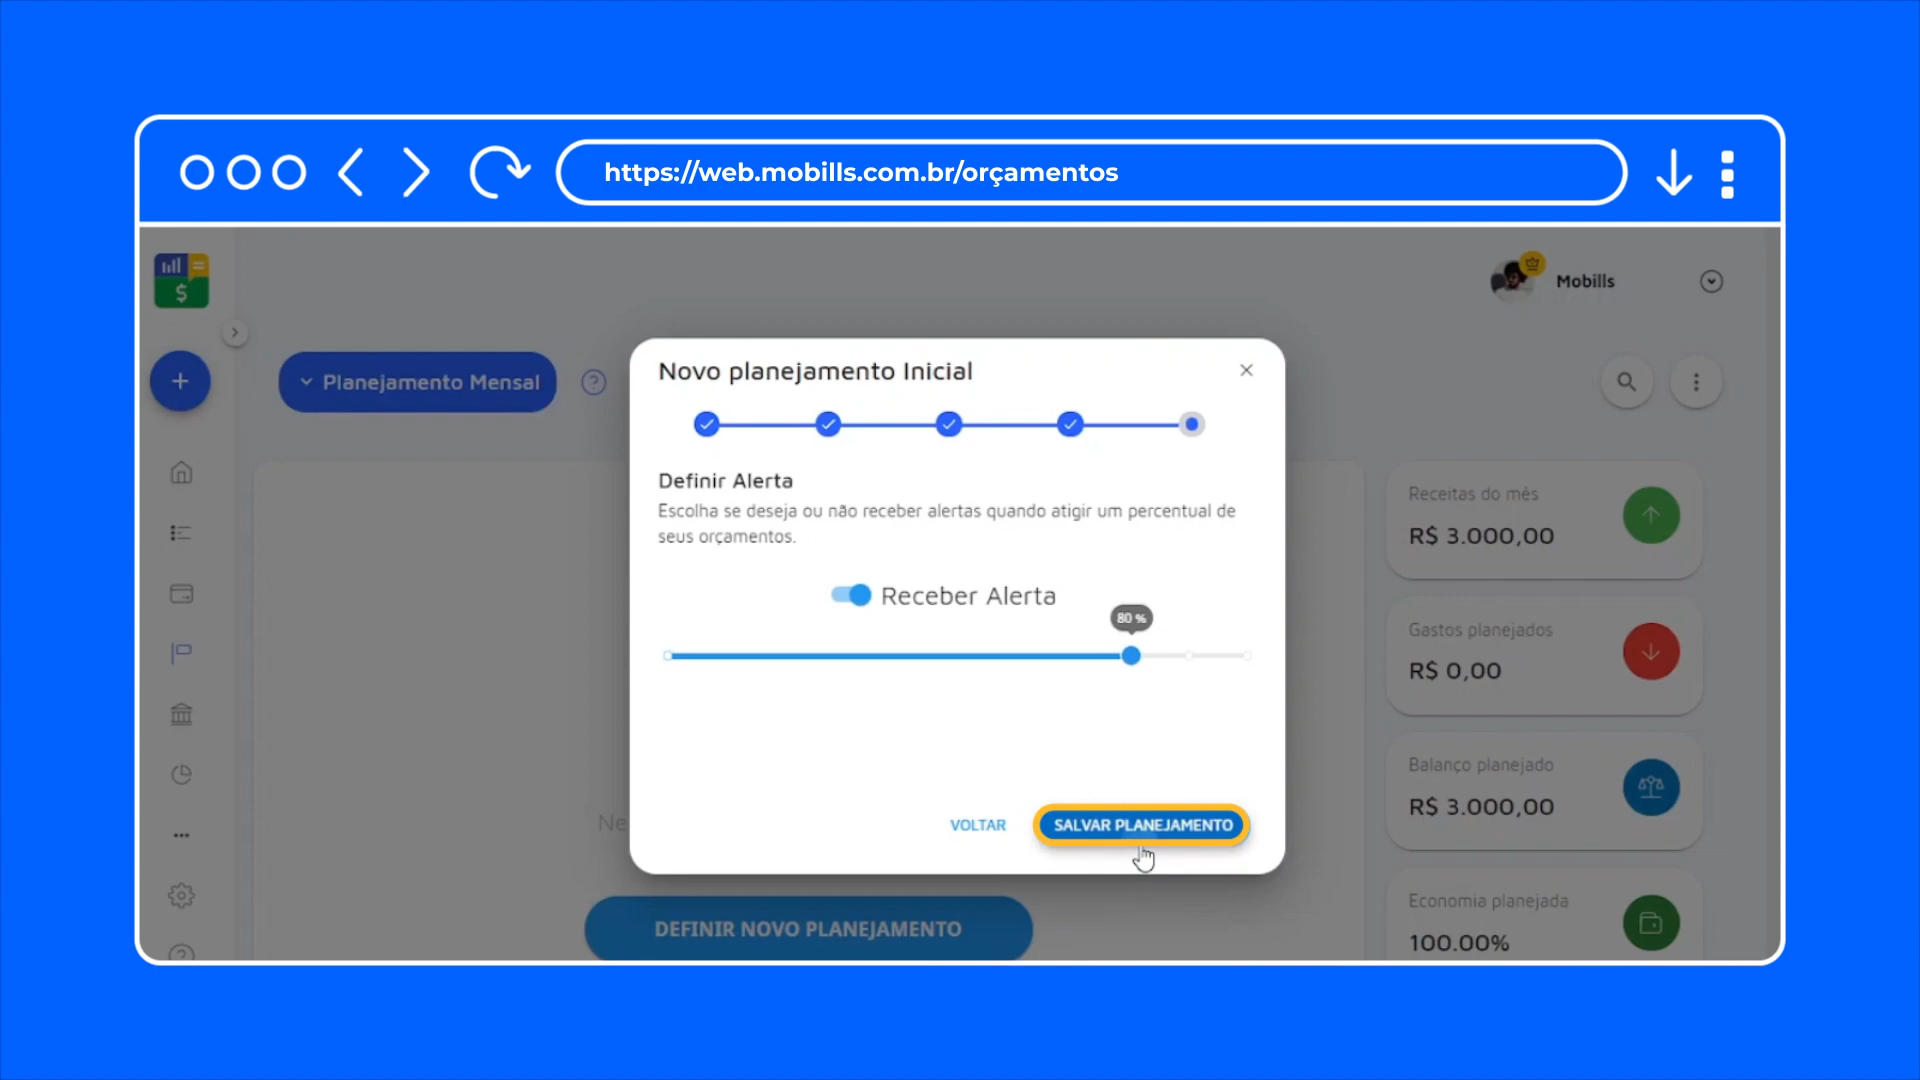 https://web.mobills.com.br/orçamentos
Mobills
Planejamento Mensal
Novo planejamento Inicial
Definir Alerta
Escolha se deseja ou não receber alertas quando atigir um percentual de
seus orçamentos.
Receber Alerta
80 %
VOLTAR
SALVAR PLANEJAMENTO
Ne
DEFINIR NOVO PLANEJAMENTO
Receitas do mês
R$ 3.000,00
Gastos planejados
R$ 0,00
Balanço planejado
R$ 3.000,00
Economia planejada
100.00%